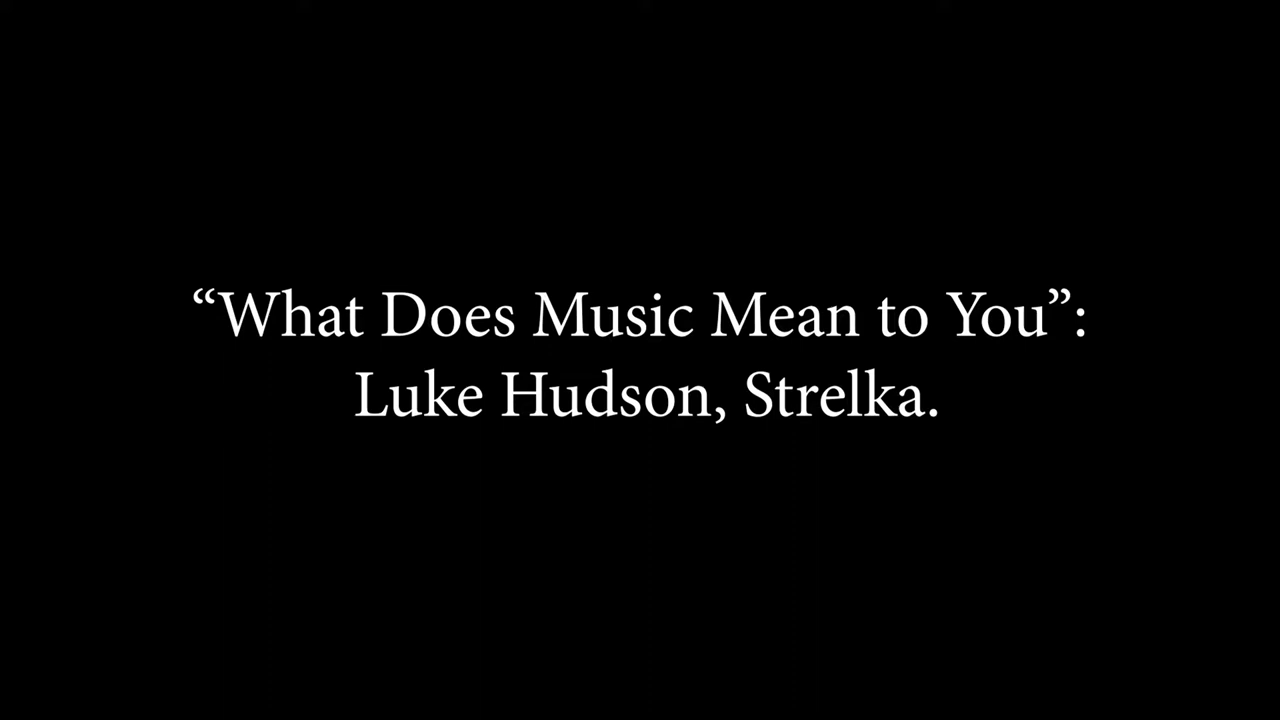 “What Does Music Mean to You”:
Luke Hudson, Strelka.